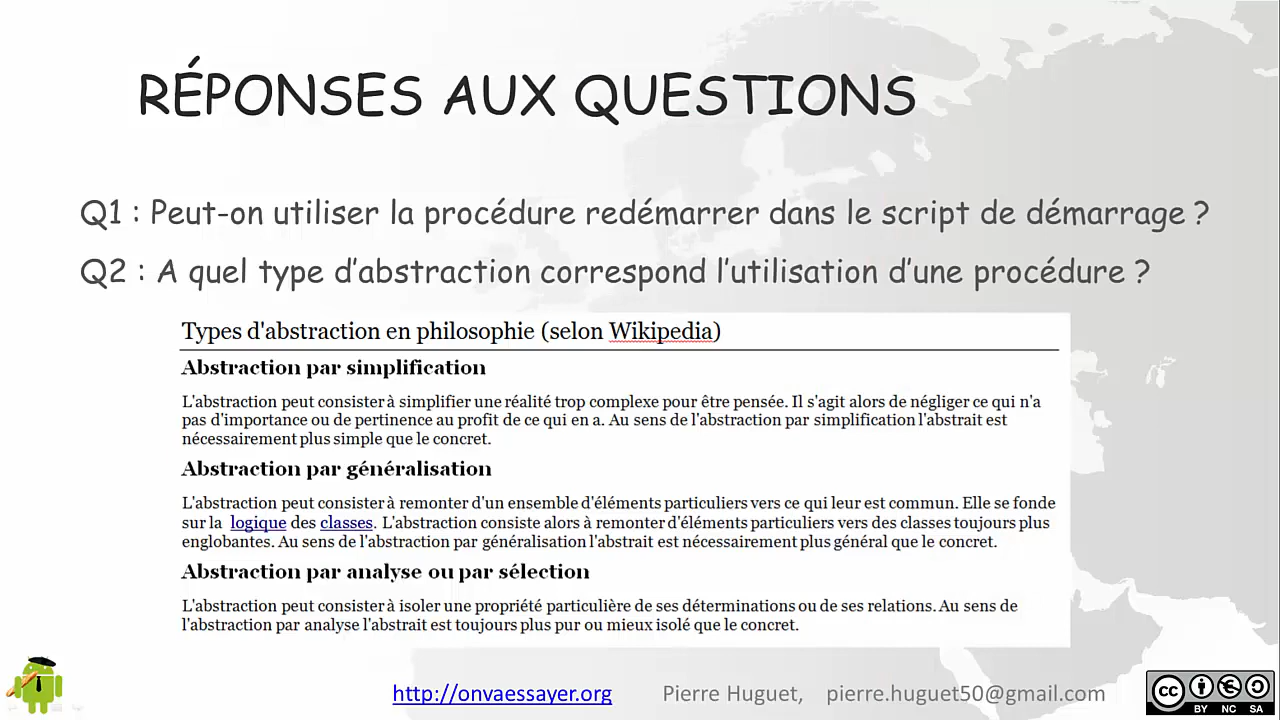 RÉPONSES AUX QUESTIONS
Q1 : Peut-on utiliser la procédure redémarrer dans le script de démarrage ?
Q2 : A quel type d’abstraction correspond l’utilisation d’une procédure ?
Types d'abstraction en philosophie (selon Wikipedia)
Abstraction par simplification
L'abstraction peut consister à simplifier une réalité trop complexe pour être pensée. Il s'agit alors de négliger ce qui n'a
pas d'importance ou de pertinence au profit de ce qui en a. Au sens de l'abstraction par simplification l'abstrait est
nécessairement plus simple que le concret.
Abstraction par généralisation
L'abstraction peut consister à remonter d'un ensemble d'éléments particuliers vers ce qui leur est commun. Elle se fonde
sur la logique des classes. L'abstraction consiste alors à remonter d'éléments particuliers vers des classes toujours plus
englobantes. Au sens de l'abstraction par généralisation l'abstrait est nécessairement plus général que le concret.
Abstraction par analyse ou par sélection
L'abstraction peut consister à isoler une propriété particulière de ses déterminations ou de ses relations. Au sens de
l'abstraction par analyse l'abstrait est toujours plus pur ou mieux isolé que le concret.
http://onvaessayer.org Pierre Huguet, pierre.huguet50@gmail.com
cc BY NC SA